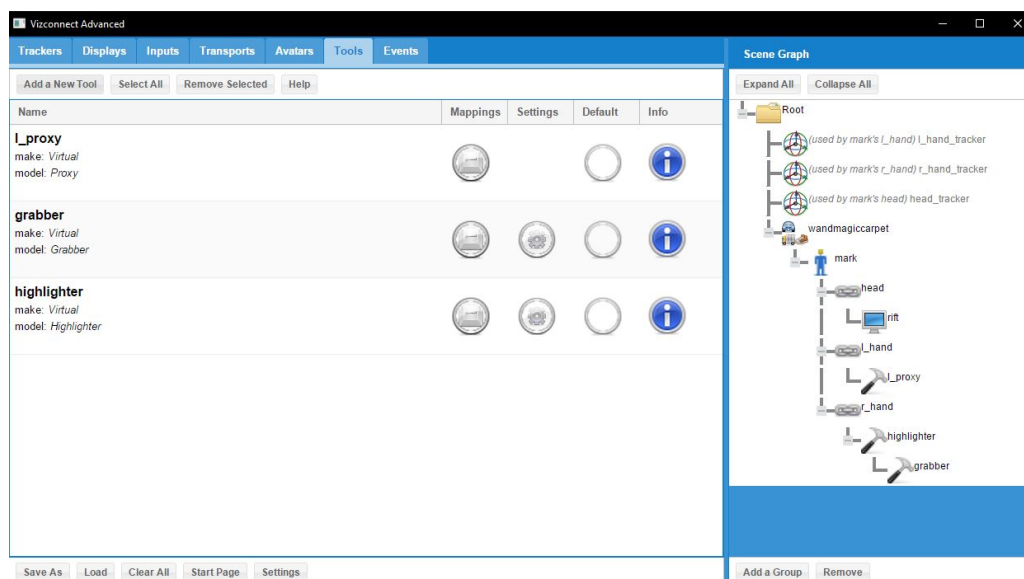 Vizconnect Advanced
Trackers Displays Inputs Transports Avatars Tools Events
Add a New Tool Select All Remove Selected Help
Name Mappings Settings Default Info
l_proxy
make: Virtual
model: Proxy
grabber
make: Virtual
model: Grabber
highlighter
make: Virtual
model: Highlighter
Save As Load Clear All Start Page Settings
Scene Graph
Expand All Collapse All
Root
(used by mark's l_hand) l_hand_tracker
(used by mark's r_hand) r_hand_tracker
(used by mark's head) head_tracker
wandmagiccarpet
mark
head
rift
l_hand
l_proxy
r_hand
highlighter
grabber
Add a Group Remove